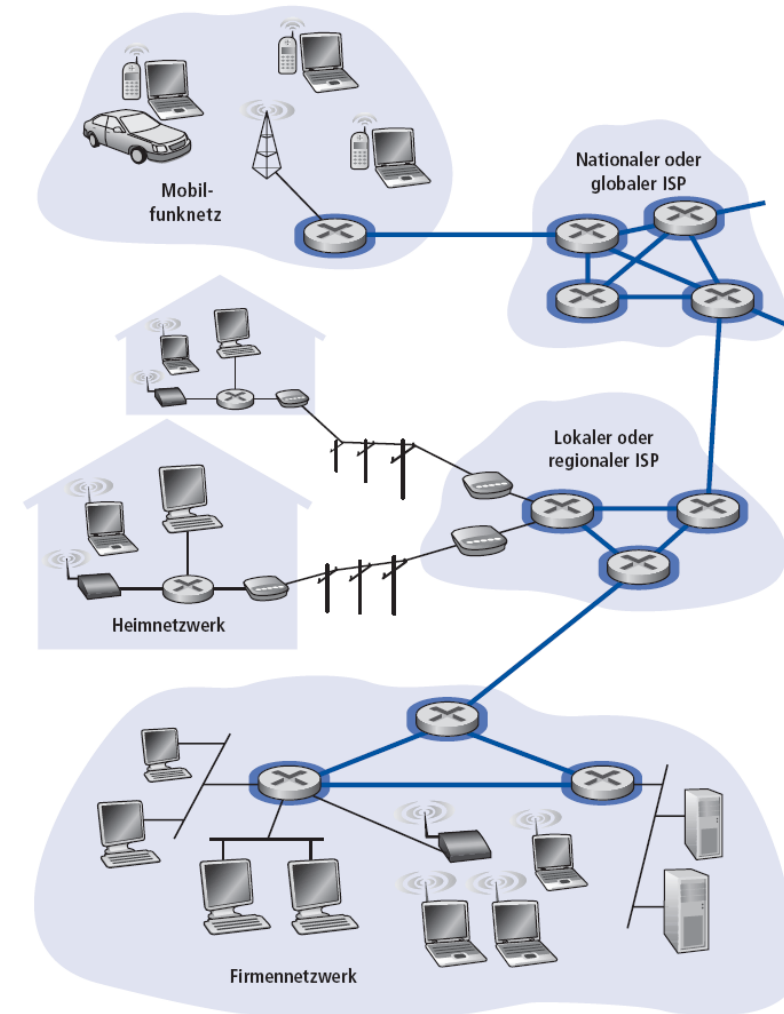 Mobil-
funknetz
Nationaler oder
globaler ISP
Lokaler oder
regionaler ISP
Heimnetzwerk
Firmennetzwerk